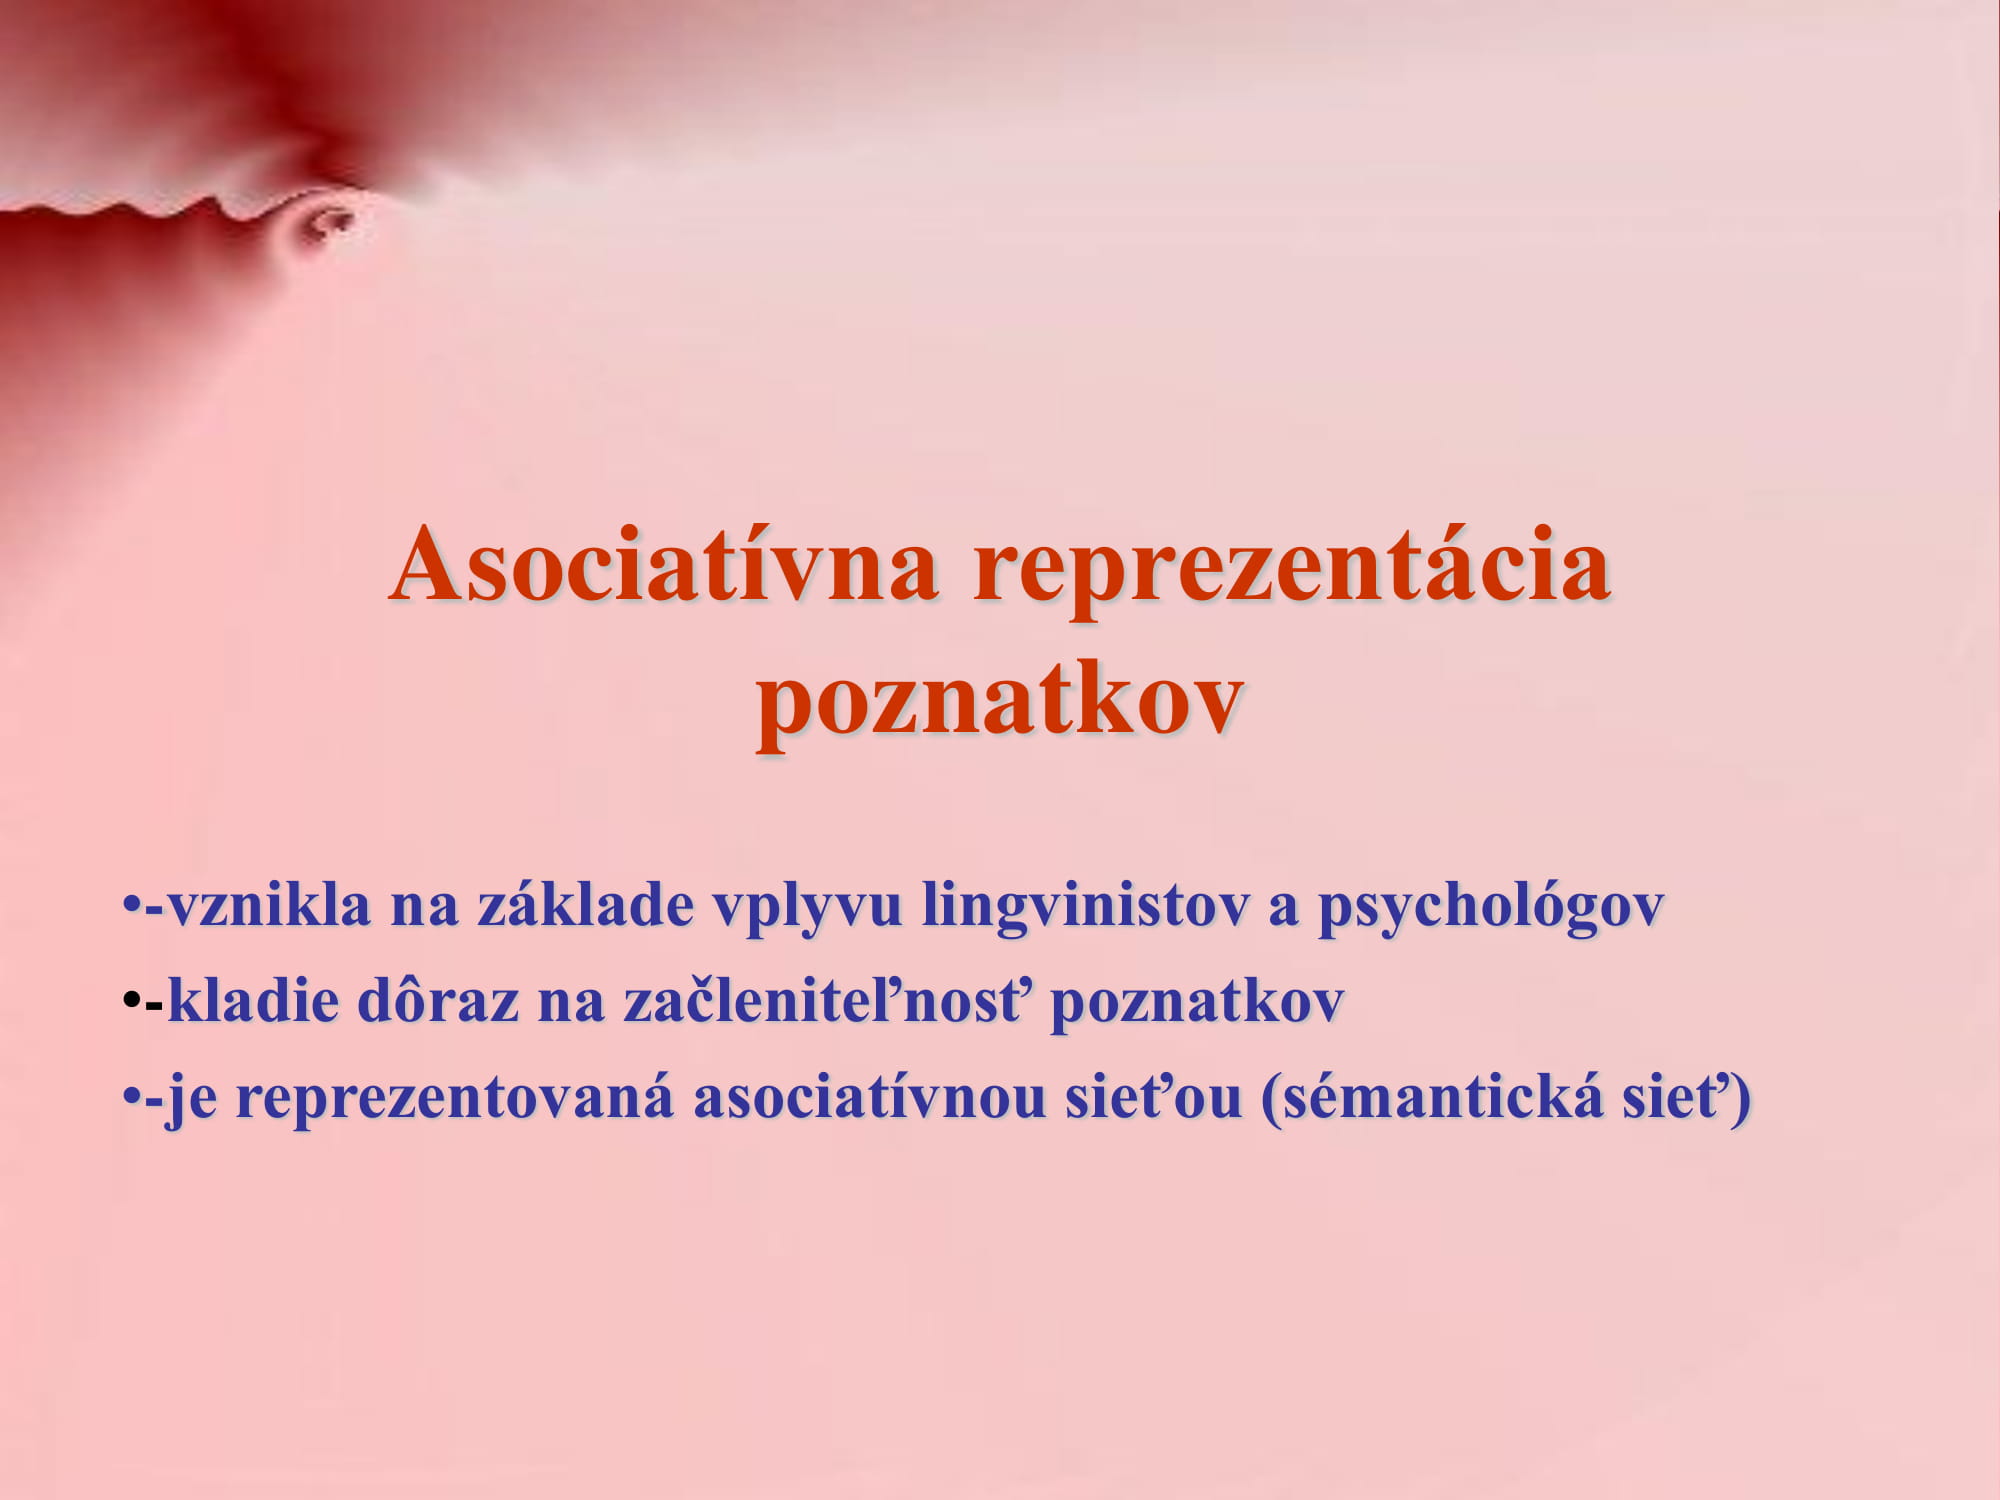 Asociatívna reprezentácia
poznatkov
•-vznikla na základe vplyvu lingvinistov a psychológov
•-kladie dôraz na začleniteľnosť poznatkov
•-je reprezentovaná asociatívnou sieťou (sémantická sieť)